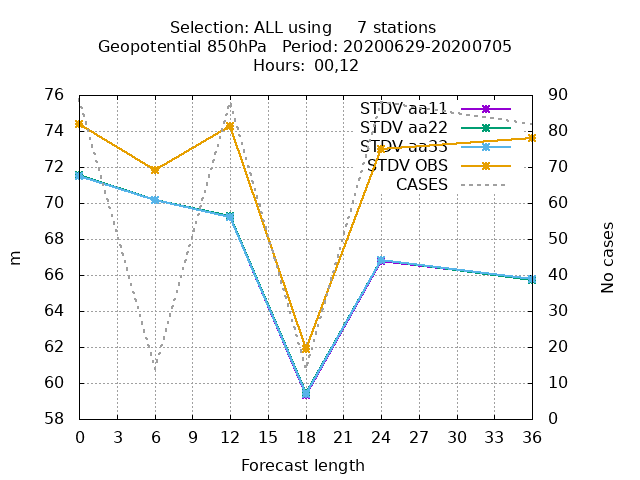 Selection: ALL using     7 stations
Geopotential 850hPa   Period: 20200629-20200705
Hours:  00,12
76
74
72
70
68
66
64
62
60
58
m
90
80
70
60
50
40
30
20
10
0
No cases
STDV aa11
STDV aa22
STDV aa33
STDV OBS
CASES
0 3 6 9 12 15 18 21 24 27 30 33 36
Forecast length